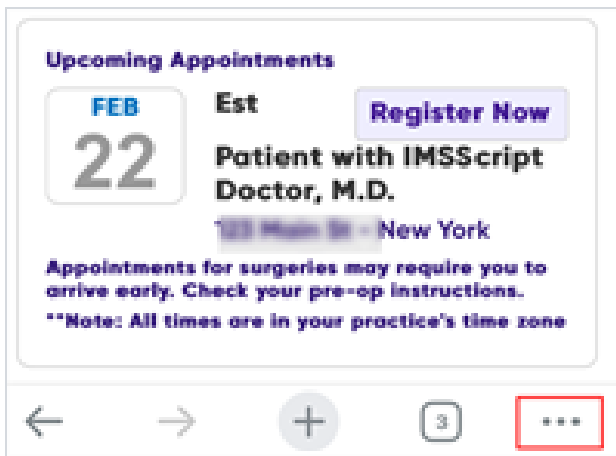 Upcoming Appointments
FEB
22
Est
Register Now
Patient with IMSScript
Doctor, M.D.
New York
Appointments for surgeries may require you to
arrive early. Check your pre-op instructions.
**Note: All times are in your practice's time zone
3